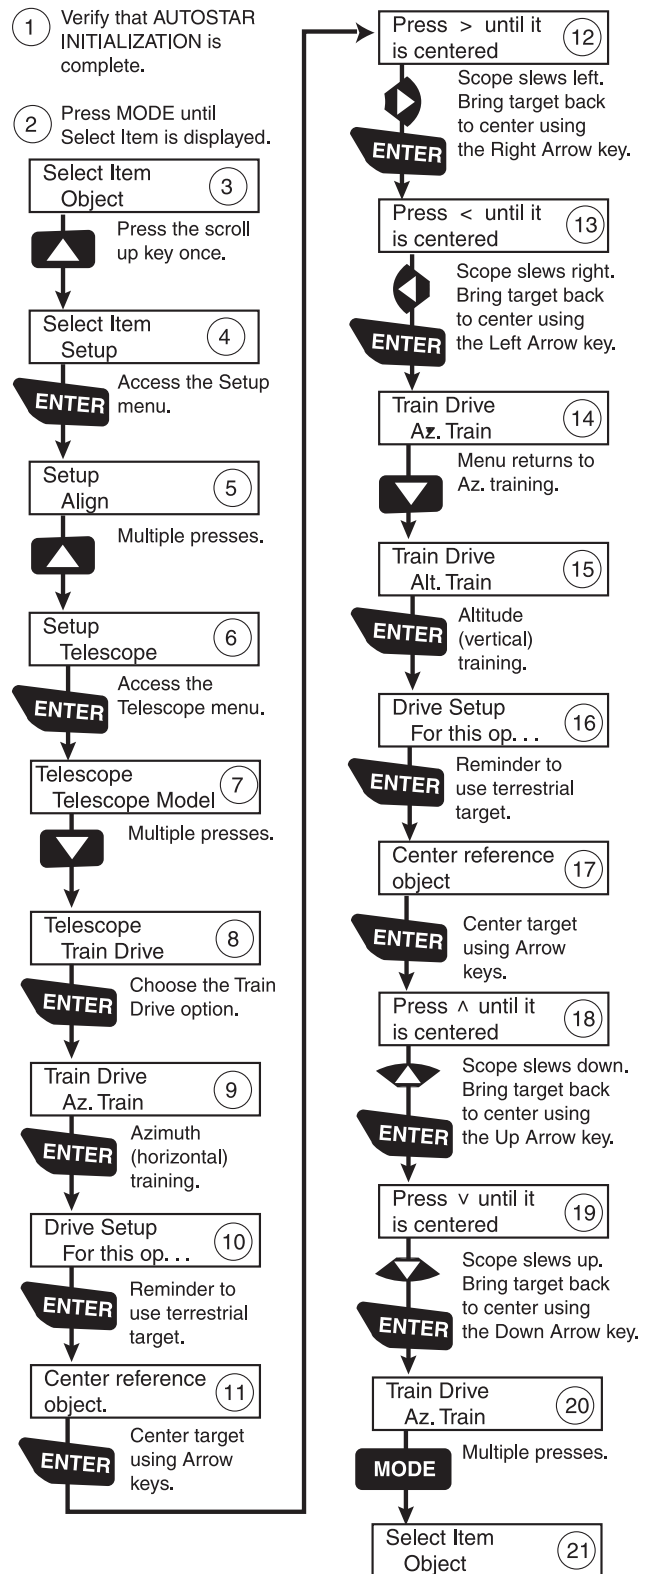 1 Verify that AUTOSTAR
INITIALIZATION is
complete.
2 Press MODE until
Select Item is displayed.
Select Item
Object 3
Press the scroll
up key once.
Select Item
Setup 4
ENTER
Access the Setup
menu.
Setup
Align 5
Multiple presses.
Setup
Telescope 6
ENTER
Access the
Telescope menu.
Telescope
Telescope Model 7
Multiple presses.
Telescope
Train Drive 8
ENTER
Choose the Train
Drive option.
Train Drive
Az. Train 9
ENTER
Azimuth
(horizontal)
training.
Drive Setup
For this op. . . 10
ENTER
Reminder to
use terrestrial
target.
Center reference
object. 11
ENTER
Center target
using Arrow
keys.
Press > until it
is centered 12
Scope slews left.
Bring target back
to center using
the Right Arrow key.
ENTER
Press < until it
is centered 13
Scope slews right.
Bring target back
to center using
the Left Arrow key.
ENTER
Train Drive
Az. Train 14
Menu returns to
Az. training.
Train Drive
Alt. Train 15
ENTER
Altitude
(vertical)
training.
Drive Setup
For this op. . . 16
ENTER
Reminder to
use terrestrial
target.
Center reference
object 17
ENTER
Center target
using Arrow
keys.
Press ^ until it
is centered 18
Scope slews down.
Bring target back
to center using
the Up Arrow key.
ENTER
Press v until it
is centered 19
Scope slews up.
Bring target back
to center using
the Down Arrow key.
ENTER
Train Drive
Az. Train 20
MODE
Multiple presses.
Select Item
Object 21